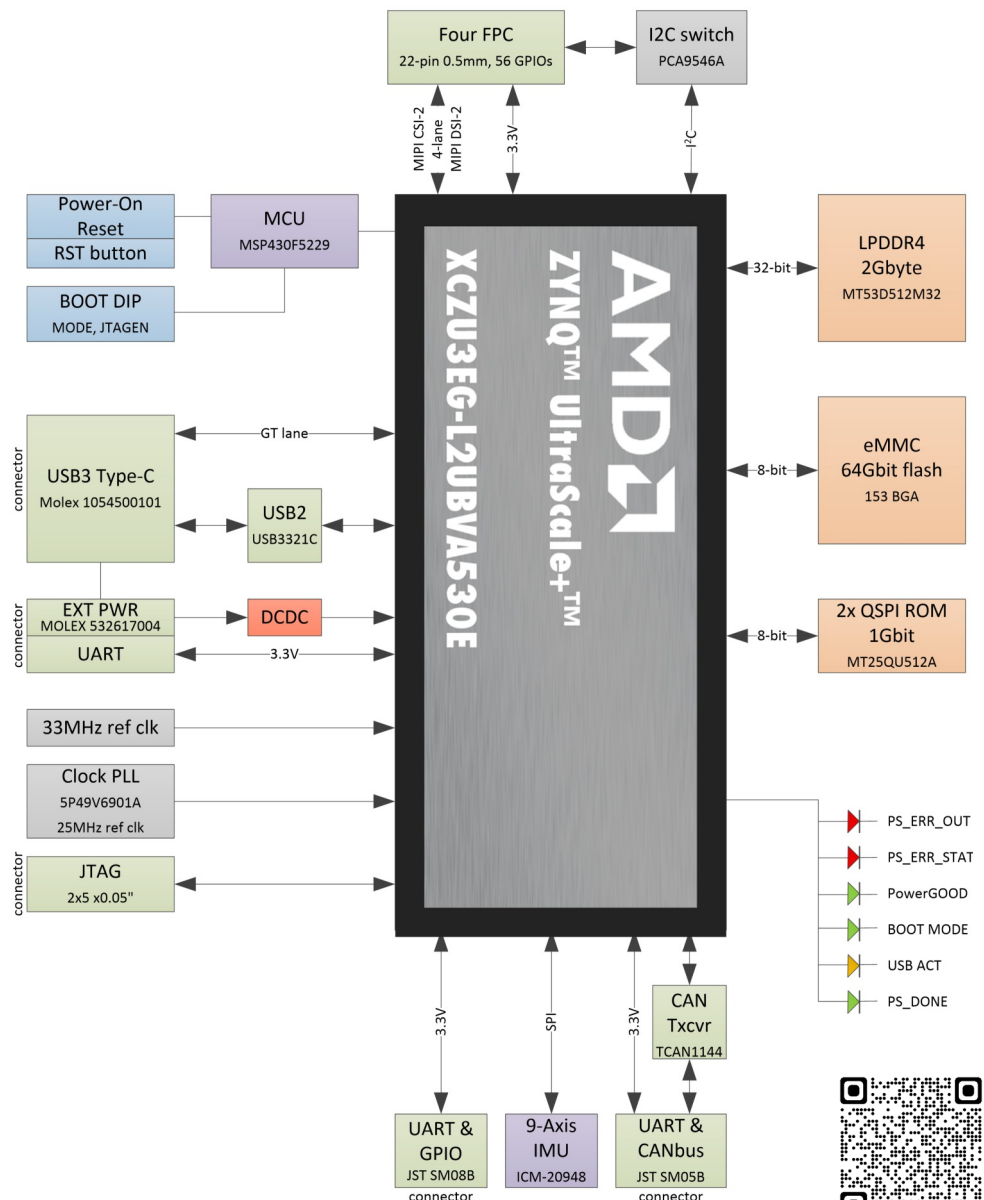 Four FPC
22-pin 0.5mm, 56 GPIOs
I2C switch
PCA9546A
MIPI CSI-2
4-lane
MIPI DSI-2
3.3V
I²C
Power-On
Reset
RST button
MCU
MSP430F5229
BOOT DIP
MODE, JTAGEN
AMD
ZYNQ™ UltraScale+™
XCZU3EG-L2UBVA530E
32-bit
LPDDR4
2Gbyte
MT53D512M32
connector
USB3 Type-C
Molex 1054500101
GT lane
USB2
USB3321C
8-bit
eMMC
64Gbit flash
153 BGA
connector
EXT PWR
MOLEX 532617004
UART
DCDC
3.3V
8-bit
2x QSPI ROM
1Gbit
MT25QU512A
33MHz ref clk
Clock PLL
5P49V6901A
25MHz ref clk
connector
JTAG
2x5 x0.05"
PS_ERR_OUT
PS_ERR_STAT
PowerGOOD
BOOT MODE
USB ACT
PS_DONE
3.3V
SPI
3.3V
CAN
Txcvr
TCAN1144
UART &
GPIO
JST SM08B
connector
9-Axis
IMU
ICM-20948
UART &
CANbus
JST SM05B
connector